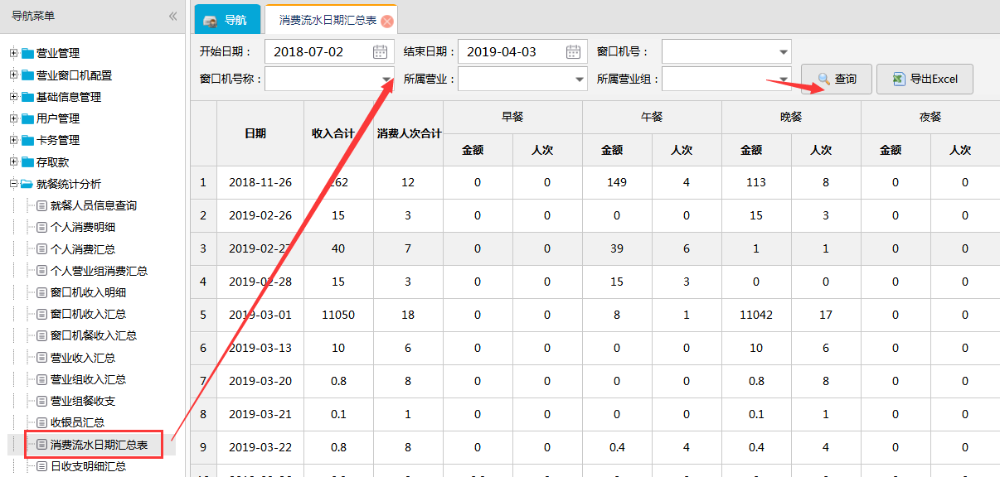 导航菜单
营业管理
营业窗口机配置
基础信息管理
用户管理
卡务管理
存取款
就餐统计分析
就餐人员信息查询
个人消费明细
个人消费汇总
个人营业组消费汇总
窗口机收入明细
窗口机收入汇总
窗口机餐收入汇总
营业收入汇总
营业组收入汇总
营业组餐收支
收银员汇总
消费流水日期汇总表
日收支明细汇总
导航 消费流水日期汇总表
开始日期： 2018-07-02 结束日期： 2019-04-03 窗口机号：
窗口机号称： 所属营业： 所属营业组： 查询 导出Excel
日期 收入合计 消费人次合计 早餐 午餐 晚餐 夜餐
金额 人次 金额 人次 金额 人次 金额 人次
1 2018-11-26 262 12 0 0 149 4 113 8 0 0
2 2019-02-26 15 3 0 0 0 0 15 3 0 0
3 2019-02-27 40 7 0 0 39 6 1 1 0 0
4 2019-02-28 15 3 0 0 15 3 0 0 0 0
5 2019-03-01 11050 18 0 0 8 1 11042 17 0 0
6 2019-03-13 10 6 0 0 0 0 10 6 0 0
7 2019-03-20 0.8 8 0 0 0 0 0.8 8 0 0
8 2019-03-21 0.1 1 0 0 0 0 0.1 1 0 0
9 2019-03-22 0.8 8 0 0 0.4 4 0.4 4 0 0